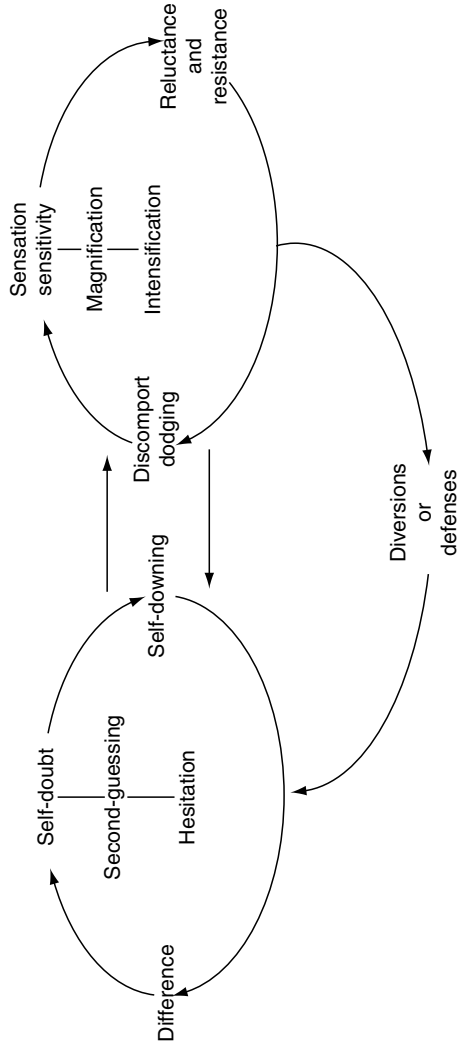 Self-doubt
Second-guessing
Hesitation
Difference
Self-downing
Sensation
sensitivity
Magnification
Intensification
Discomport
dodging
Reluctance
and
resistance
Diversions
or
defenses